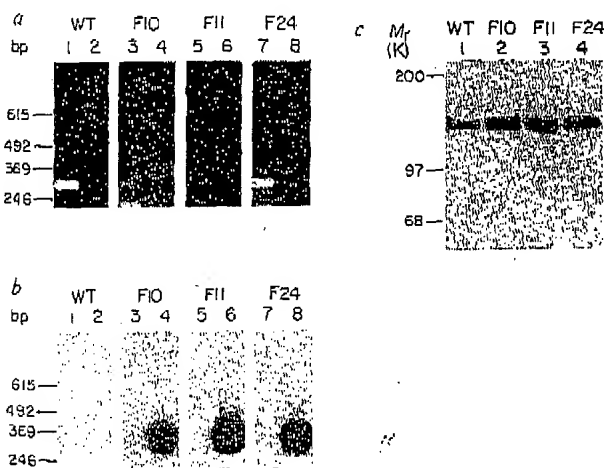 a WT F10 F11 F24
bp 1 2 3 4 5 6 7 8
615
492
369
246
c Mr (K) WT F10 F11 F24
1 2 3 4
200
97
68
b WT F10 F11 F24
bp 1 2 3 4 5 6 7 8
615
492
369
246